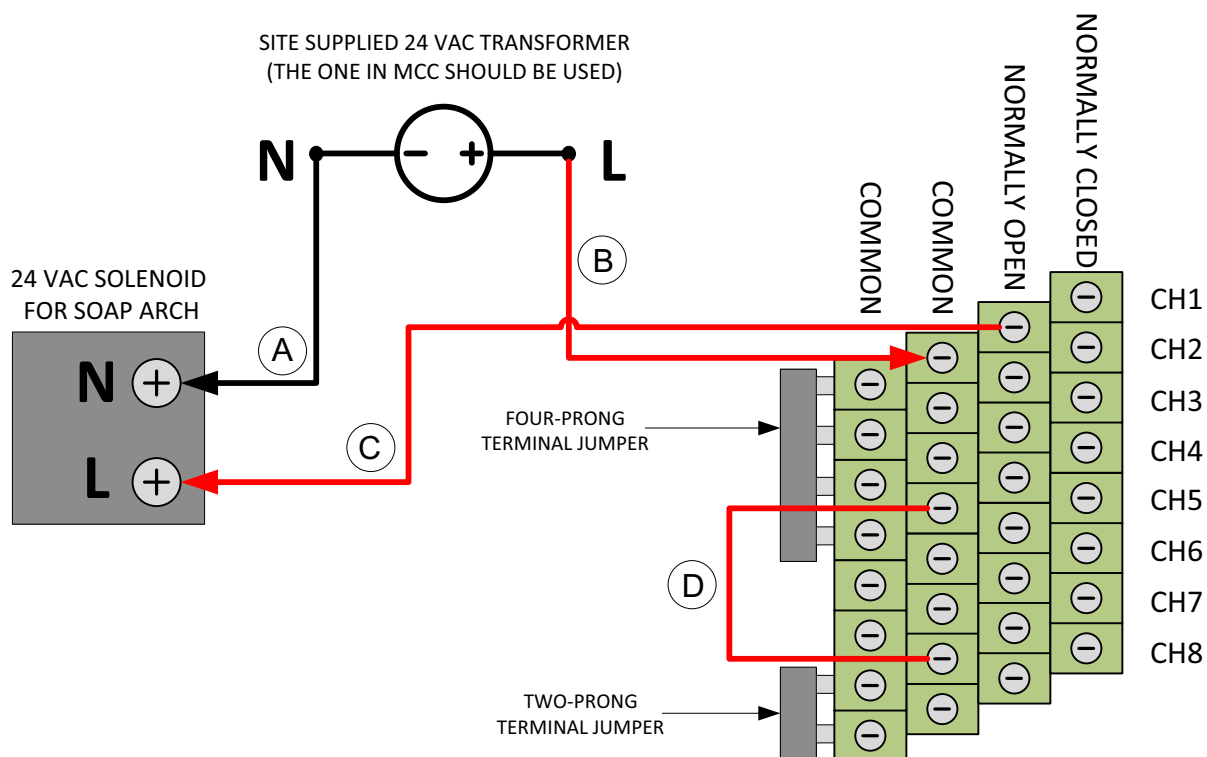 SITE SUPPLIED 24 VAC TRANSFORMER
(THE ONE IN MCC SHOULD BE USED)
N
L
24 VAC SOLENOID
FOR SOAP ARCH
N
L
A
B
C
D
COMMON
COMMON
NORMALLY OPEN
NORMALLY CLOSED
CH1
CH2
CH3
CH4
CH5
CH6
CH7
CH8
FOUR-PRONG
TERMINAL JUMPER
TWO-PRONG
TERMINAL JUMPER